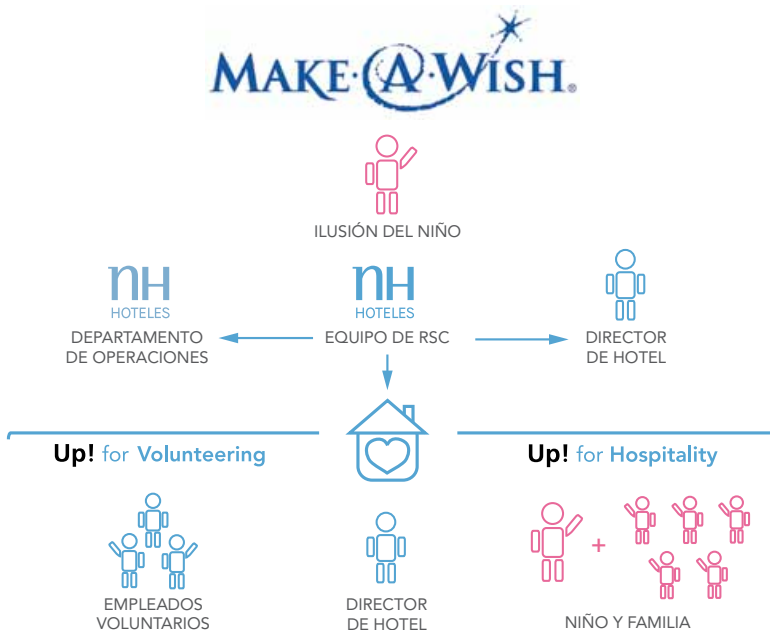 MAKE·A·WISH®
ILUSIÓN DEL NIÑO
nH
HOTELES
DEPARTAMENTO
DE OPERACIONES
nH
HOTELES
EQUIPO DE RSC
DIRECTOR
DE HOTEL
Up! for Volunteering
Up! for Hospitality
EMPLEADOS
VOLUNTARIOS
DIRECTOR
DE HOTEL
+
NIÑO Y FAMILIA